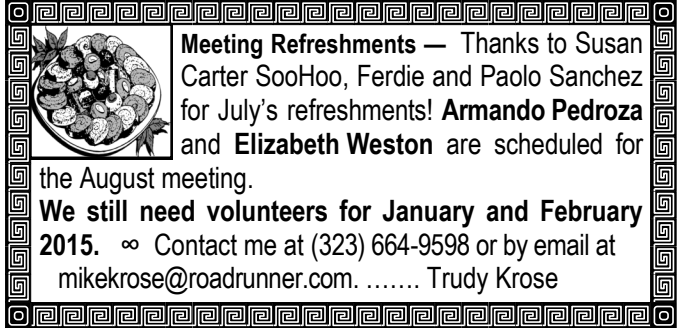 Meeting Refreshments — Thanks to Susan
Carter SooHoo, Ferdie and Paolo Sanchez
for July's refreshments! Armando Pedroza
and Elizabeth Weston are scheduled for
the August meeting.
We still need volunteers for January and February
2015. ∞ Contact me at (323) 664-9598 or by email at
mikekrose@roadrunner.com. ……. Trudy Krose